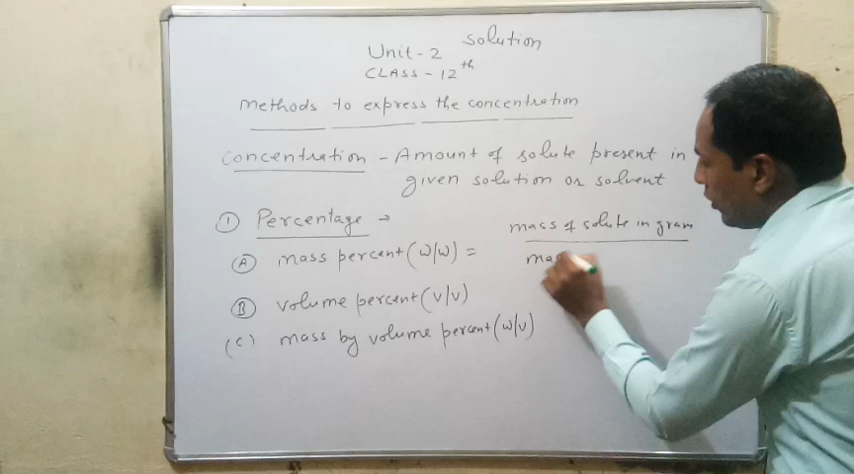 Unit - 2 Solution
CLASS - 12th
methods to express the concentration
Concentration - Amount of solute present in
given solution or solvent
① Percentage →
mass of solute in gram
Ⓐ mass percent (W/W) =
mas
Ⓑ volume percent (V/V)
(C) mass by volume percent (W/V)